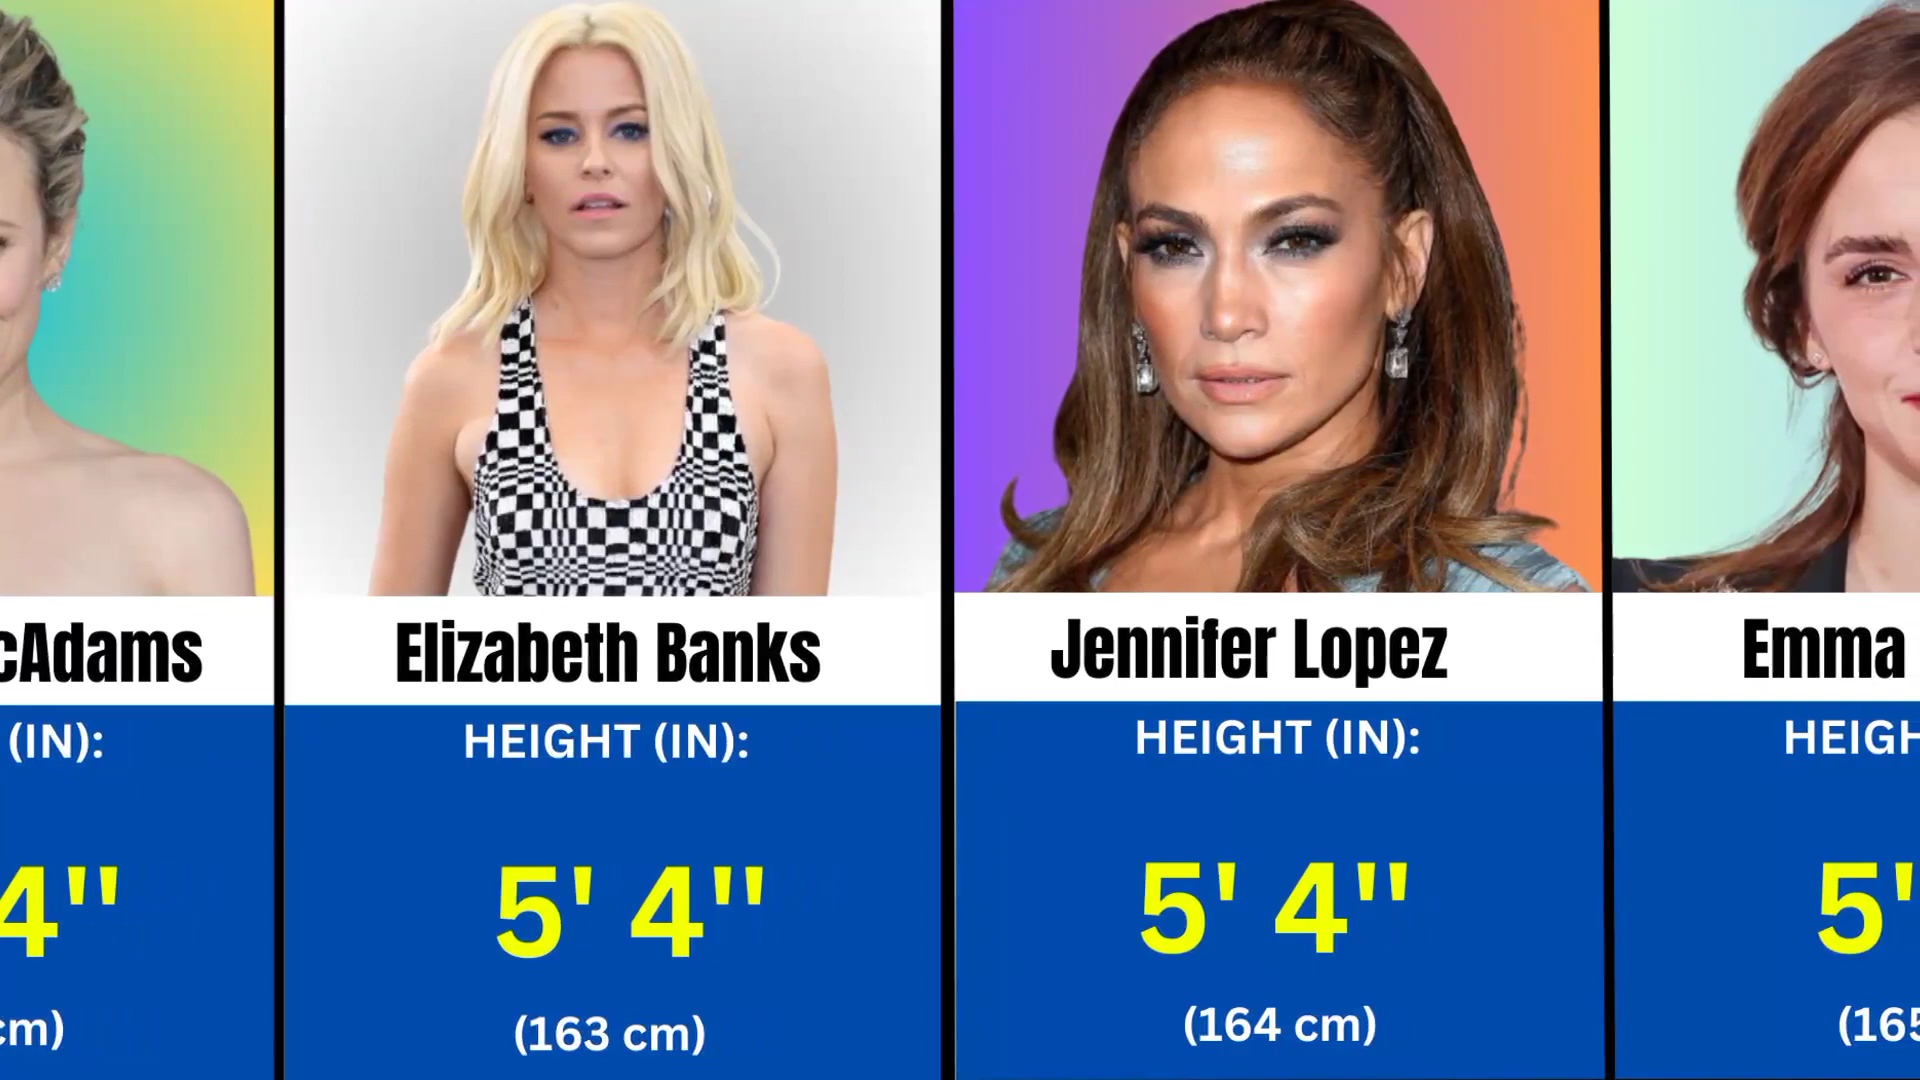 cAdams
(IN):
4''
cm)
Elizabeth Banks
HEIGHT (IN):
5' 4''
(163 cm)
Jennifer Lopez
HEIGHT (IN):
5' 4''
(164 cm)
Emma
HEIGH
5'
(165